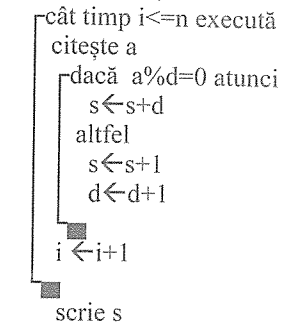 cât timp i<=n execută
citește a
dacă a%d=0 atunci
s←s+d
altfel
s←s+1
d←d+1
i ←i+1
scrie s